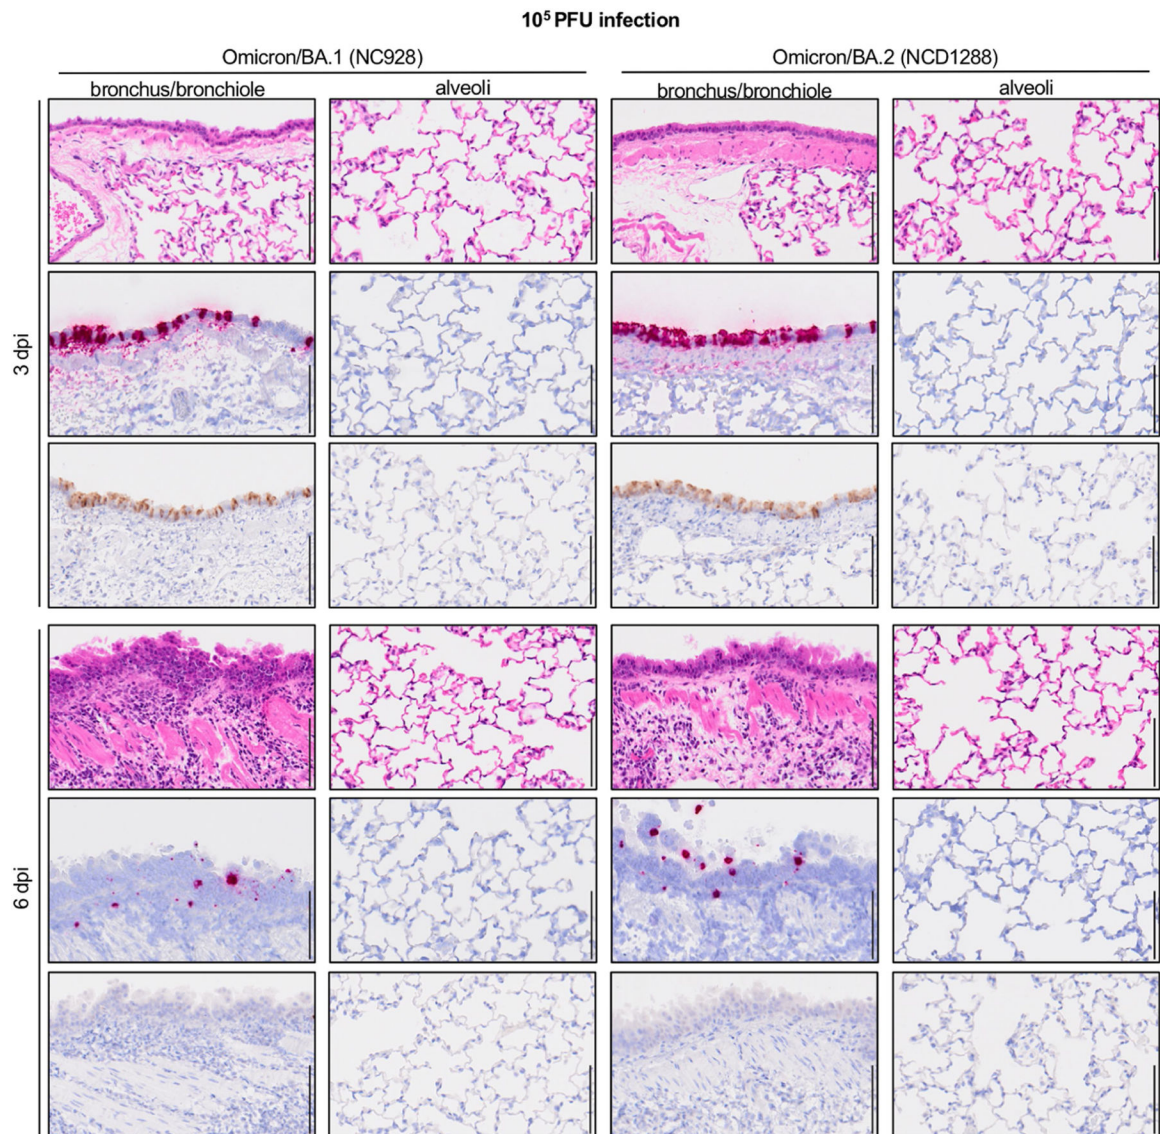 10⁵ PFU infection
Omicron/BA.1 (NC928)
Omicron/BA.2 (NCD1288)
bronchus/bronchiole
alveoli
bronchus/bronchiole
alveoli
3 dpi
6 dpi